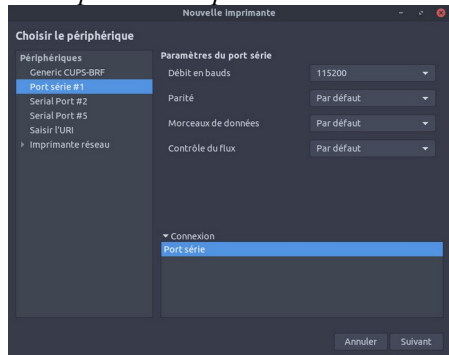 Nouvelle imprimante
Choisir le périphérique
Périphériques
Generic CUPS-BRF
Port série #1
Serial Port #2
Serial Port #5
Saisir l'URI
Imprimante réseau
Paramètres du port série
Débit en bauds 115200
Parité Par défaut
Morceaux de données Par défaut
Contrôle du flux Par défaut
Connexion
Port série
Annuler Suivant